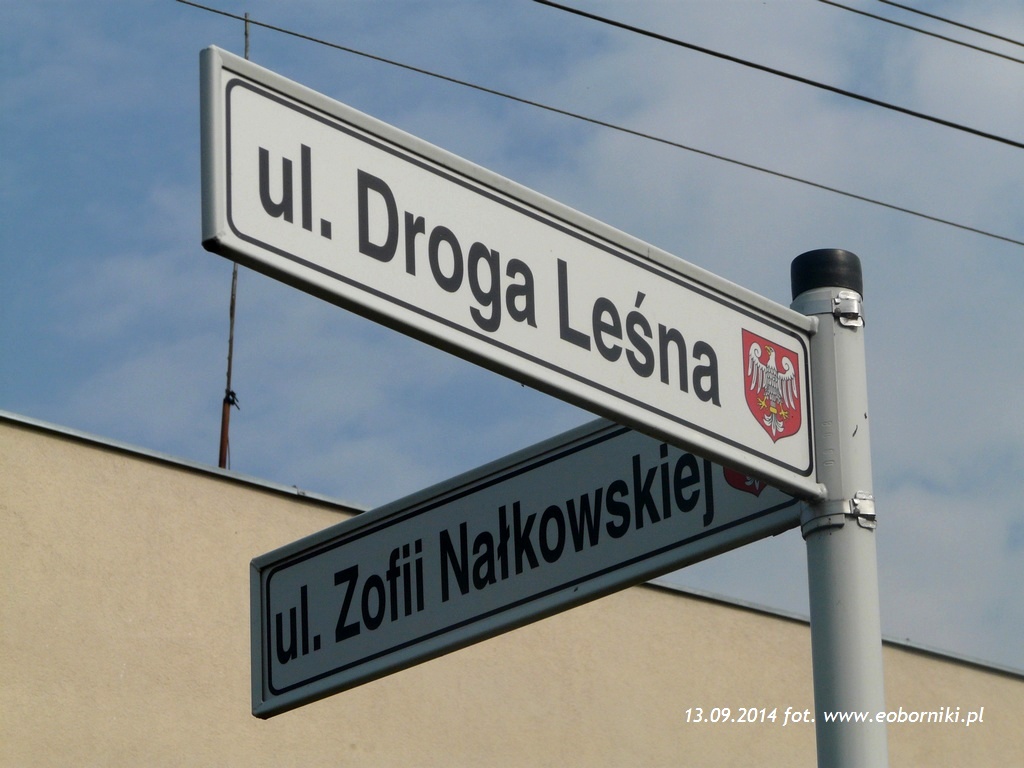 ul. Droga Leśna
ul. Zofii Nałkowskiej
13.09.2014 fot. www.eoborniki.pl